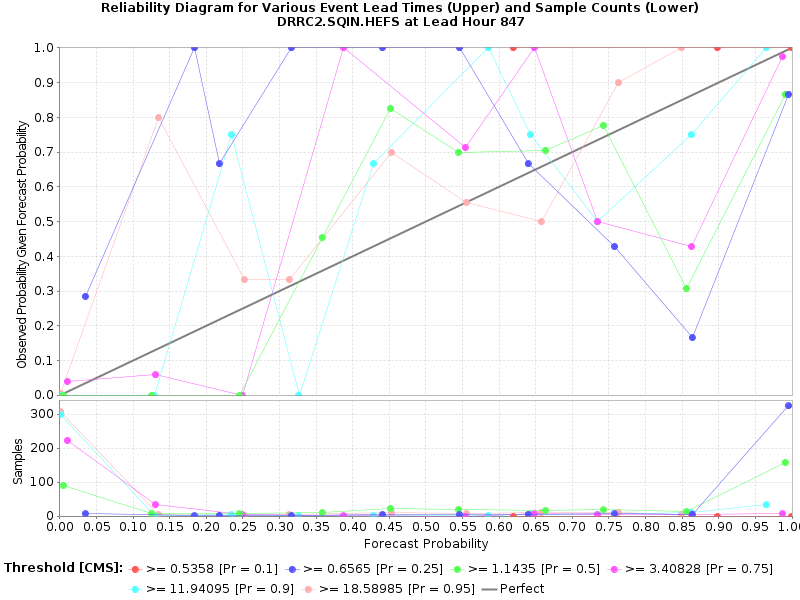 Reliability Diagram for Various Event Lead Times (Upper) and Sample Counts (Lower)
DRRC2.SQIN.HEFS at Lead Hour 847
Observed Probability Given Forecast Probability
1.0
0.9
0.8
0.7
0.6
0.5
0.4
0.3
0.2
0.1
0.0
Samples
300
200
100
0
0.00 0.05 0.10 0.15 0.20 0.25 0.30 0.35 0.40 0.45 0.50 0.55 0.60 0.65 0.70 0.75 0.80 0.85 0.90 0.95 1.00
Forecast Probability
Threshold [CMS]: >= 0.5358 [Pr = 0.1] >= 0.6565 [Pr = 0.25] >= 1.1435 [Pr = 0.5] >= 3.40828 [Pr = 0.75]
>= 11.94095 [Pr = 0.9] >= 18.58985 [Pr = 0.95] Perfect